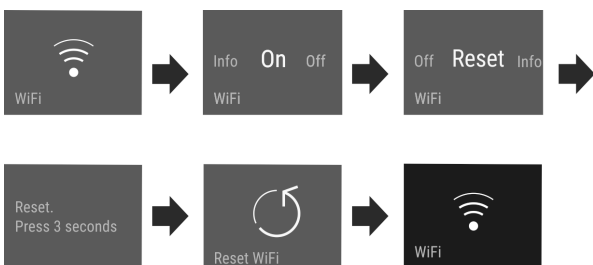 WiFi
Info On Off
WiFi
Off Reset Info
WiFi
Reset.
Press 3 seconds
Reset WiFi
WiFi